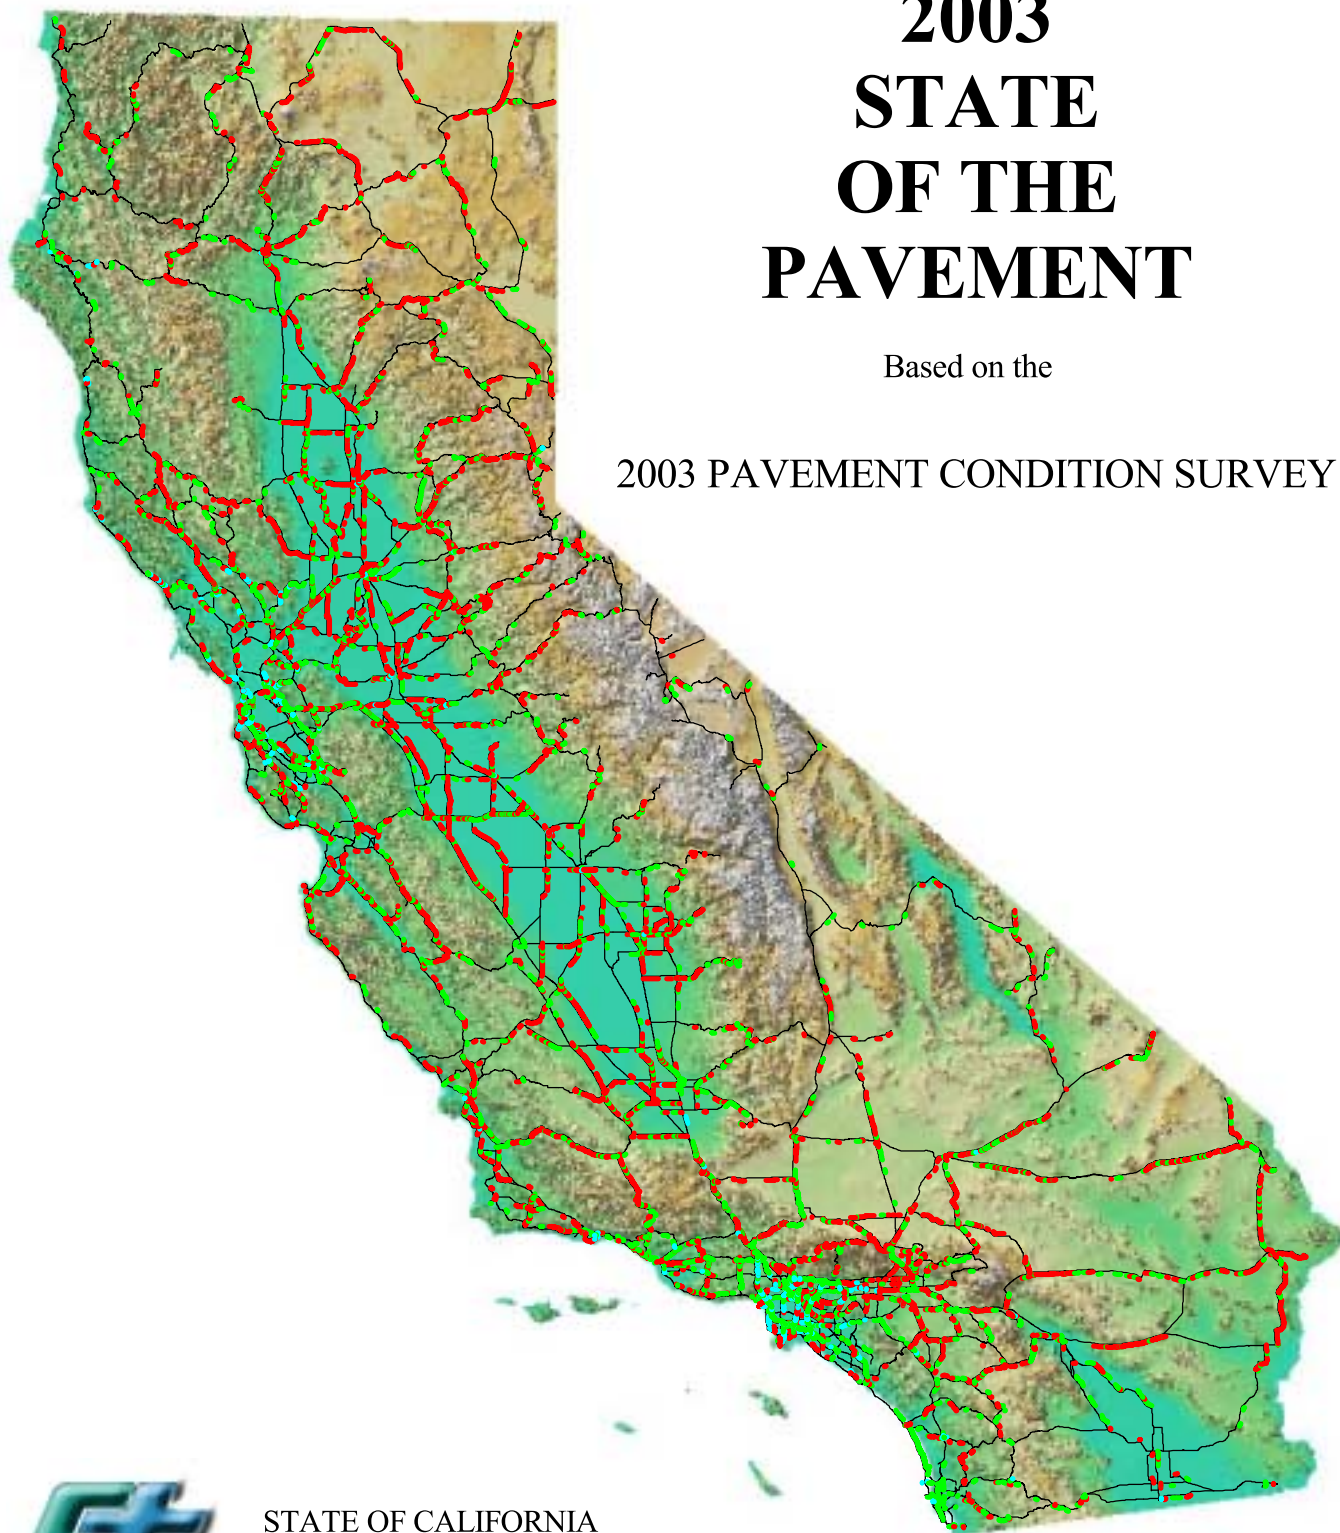 2003
STATE
OF THE
PAVEMENT
Based on the
2003 PAVEMENT CONDITION SURVEY
STATE OF CALIFORNIA